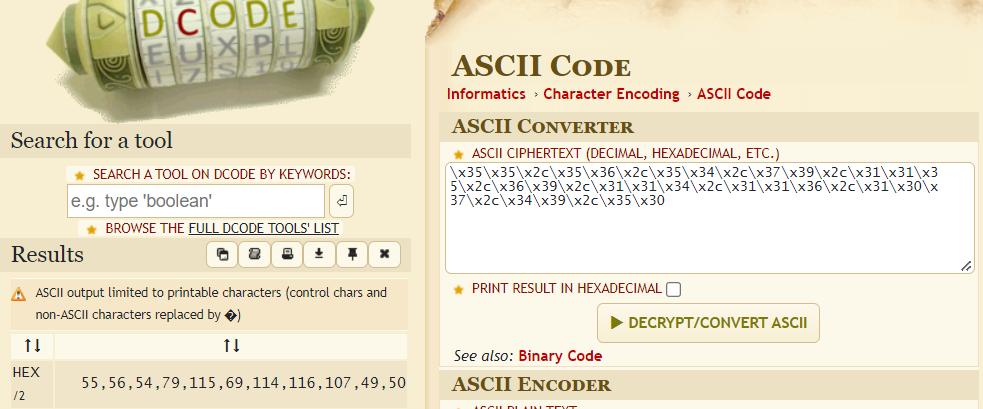 DCODE
Search for a tool
SEARCH A TOOL ON DCODE BY KEYWORDS:
e.g. type 'boolean'
BROWSE THE FULL DCODE TOOLS' LIST
Results
ASCII output limited to printable characters (control chars and
non-ASCII characters replaced by �)
↑↓ ↑↓
HEX
/2
55,56,54,79,115,69,114,116,107,49,50
ASCII CODE
Informatics › Character Encoding › ASCII Code
ASCII CONVERTER
ASCII CIPHERTEXT (DECIMAL, HEXADECIMAL, ETC.)
\x35\x35\x2c\x35\x36\x2c\x35\x34\x2c\x37\x39\x2c\x31\x31\x3
5\x2c\x36\x39\x2c\x31\x31\x34\x2c\x31\x31\x36\x2c\x31\x30\x
37\x2c\x34\x39\x2c\x35\x30
PRINT RESULT IN HEXADECIMAL
▶ DECRYPT/CONVERT ASCII
See also: Binary Code
ASCII ENCODER
ASCII PLAIN TEXT